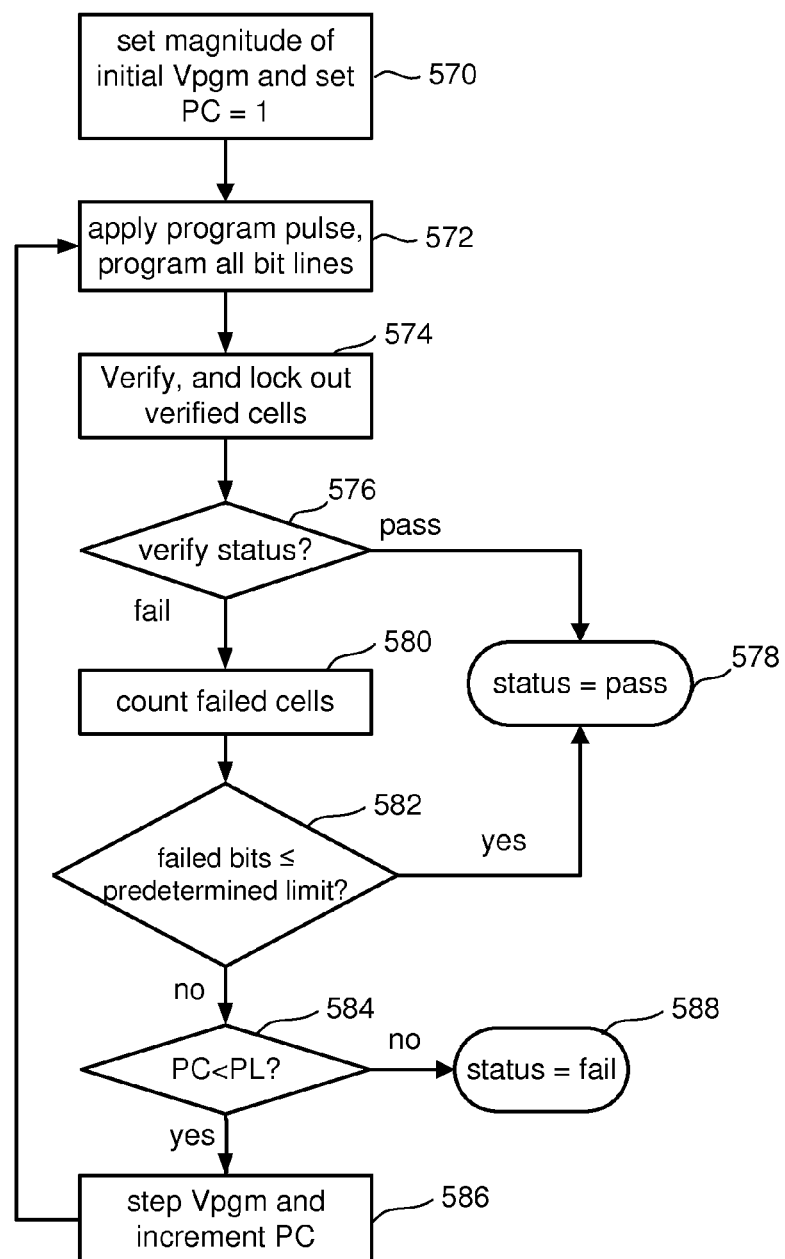 set magnitude of
initial Vpgm and set
PC = 1
570
apply program pulse,
program all bit lines
572
574
Verify, and lock out
verified cells
576
verify status?
pass
fail
580
count failed cells
status = pass
578
582
failed bits ≤
predetermined limit?
yes
no
584
PC<PL?
no
588
status = fail
yes
step Vpgm and
increment PC
586